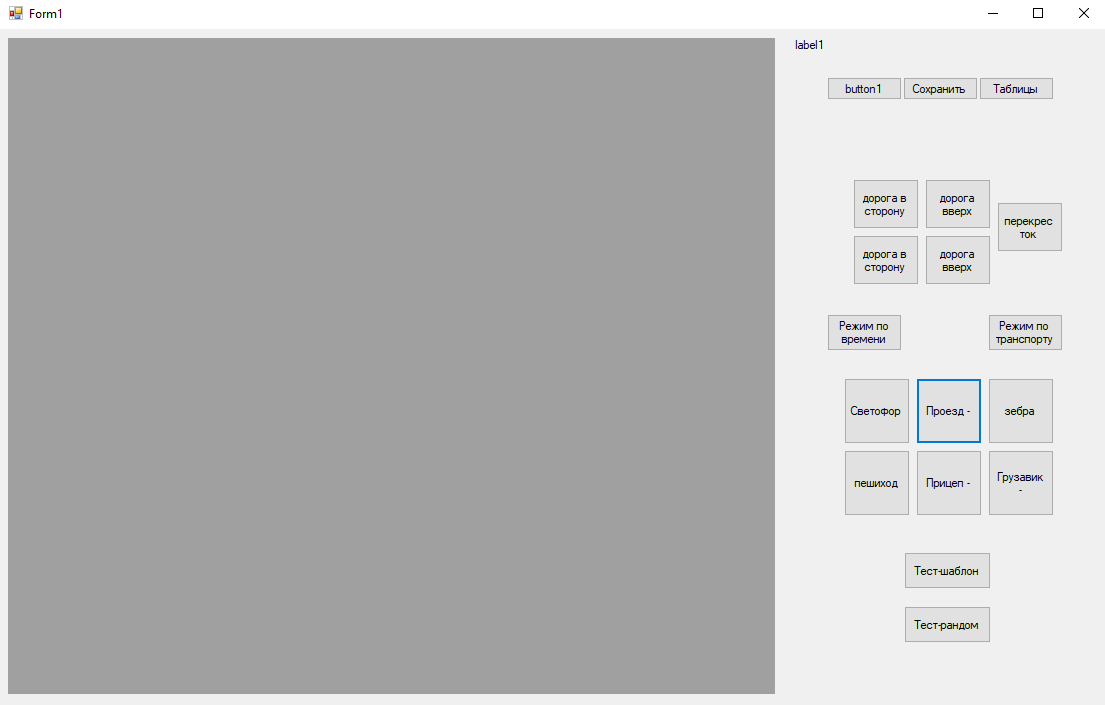 Form1
label1
button1
Сохранить
Таблицы
дорога в
сторону
дорога
вверх
перекрес
ток
дорога в
сторону
дорога
вверх
Режим по
времени
Режим по
транспорту
Светофор
Проезд -
зебра
пешиход
Прицеп -
Грузавик
-
Тест-шаблон
Тест-рандом